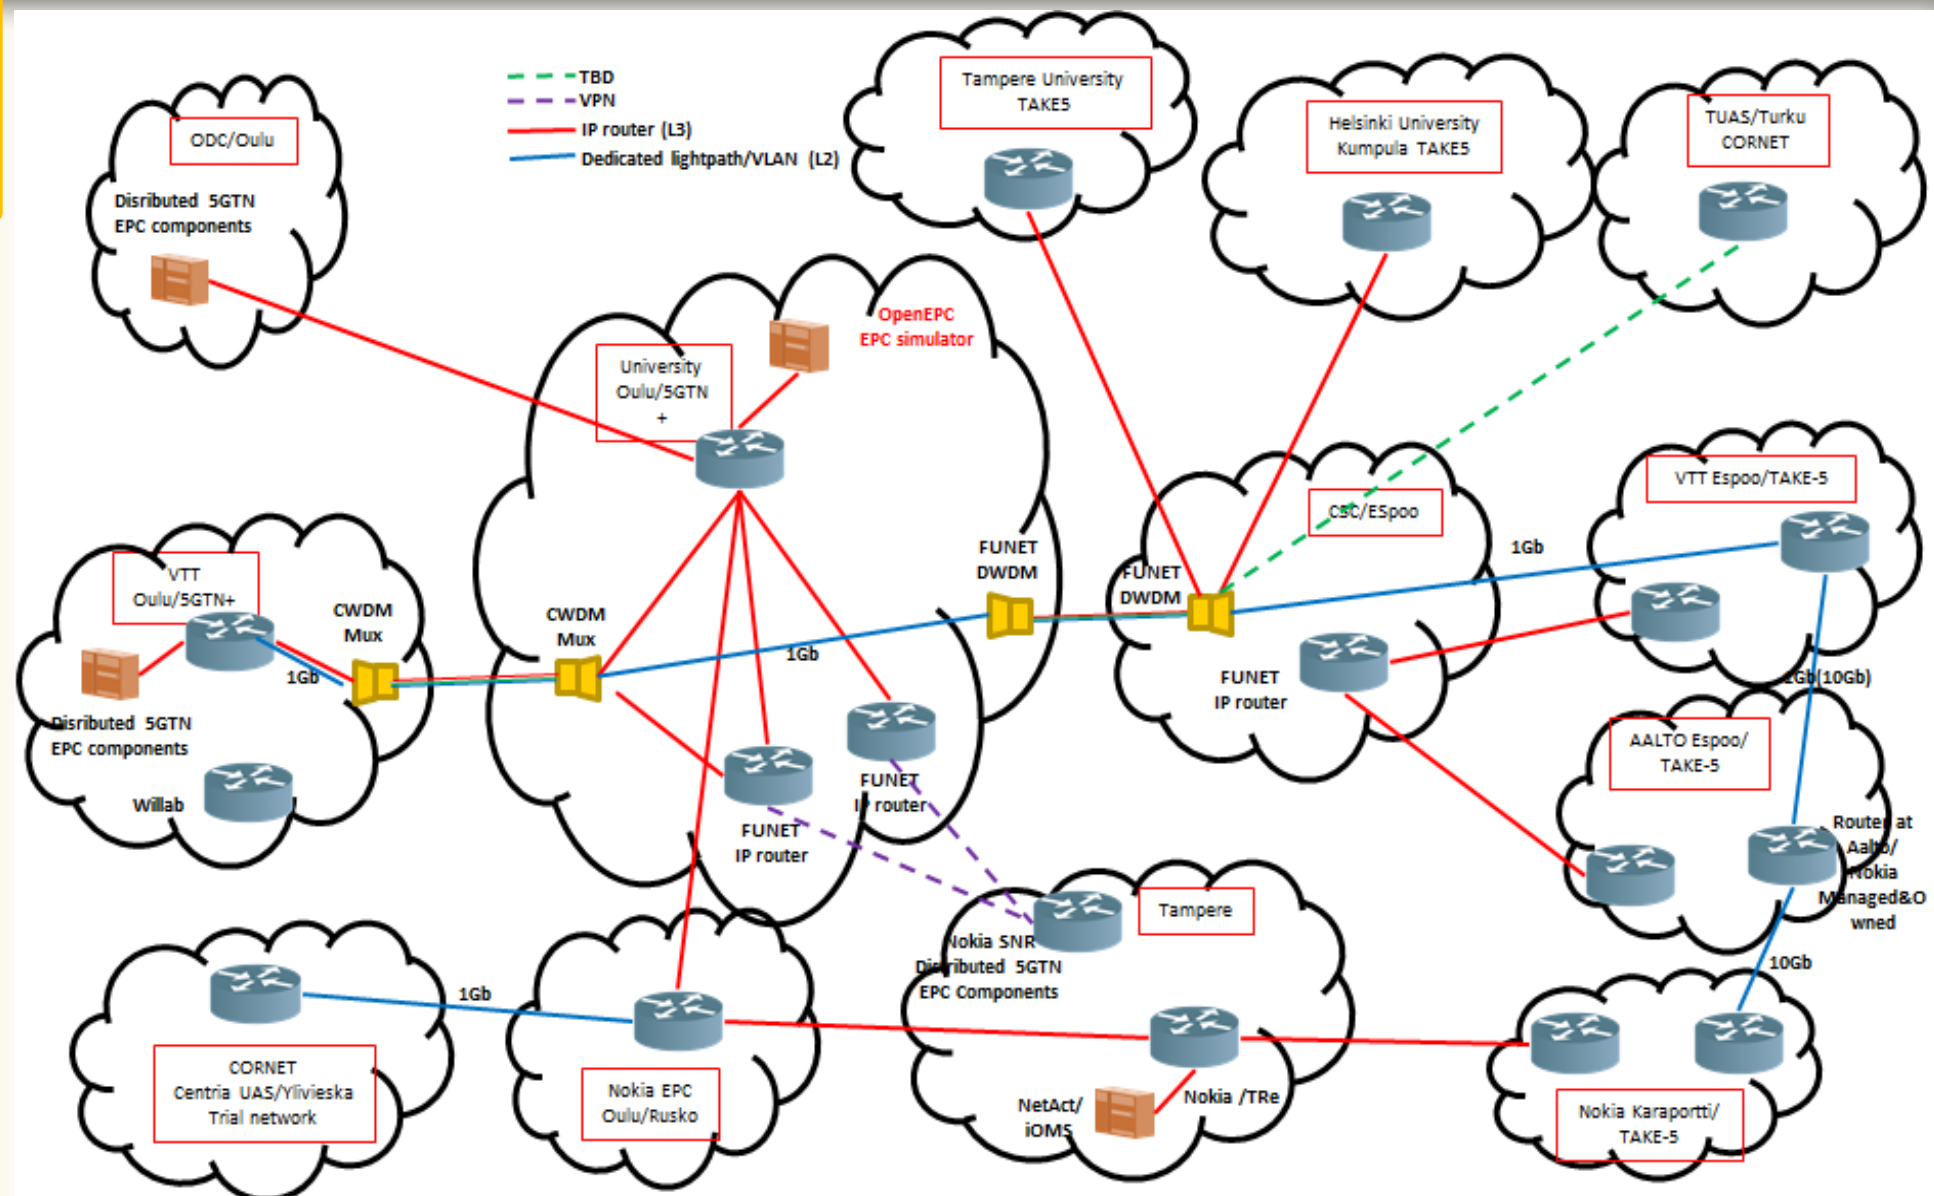 TBD
VPN
IP router (L3)
Dedicated lightpath/VLAN (L2)
Tampere University
TAKE5
Helsinki University
Kumpula TAKE5
TUAS/Turku
CORNET
ODC/Oulu
Disributed 5GTN
EPC components
OpenEPC
EPC simulator
University
Oulu/5GTN
+
CSC/ESpoo
VTT Espoo/TAKE-5
1Gb
FUNET
DWDM
FUNET
DWDM
VTT
Oulu/5GTN+
CWDM
Mux
CWDM
Mux
1Gb
1Gb
FUNET
IP router
1Gb(10Gb)
Disributed 5GTN
EPC components
Willab
AALTO Espoo/
TAKE-5
FUNET
IP router
FUNET
IP router
Router at
Aalto/
Nokia
Managed&O
wned
Tampere
Nokia SNR
Distributed 5GTN
EPC Components
10Gb
1Gb
CORNET
Centria UAS/Ylivieska
Trial network
Nokia EPC
Oulu/Rusko
NetAct/
iOMS
Nokia /TRe
Nokia Karaportti/
TAKE-5